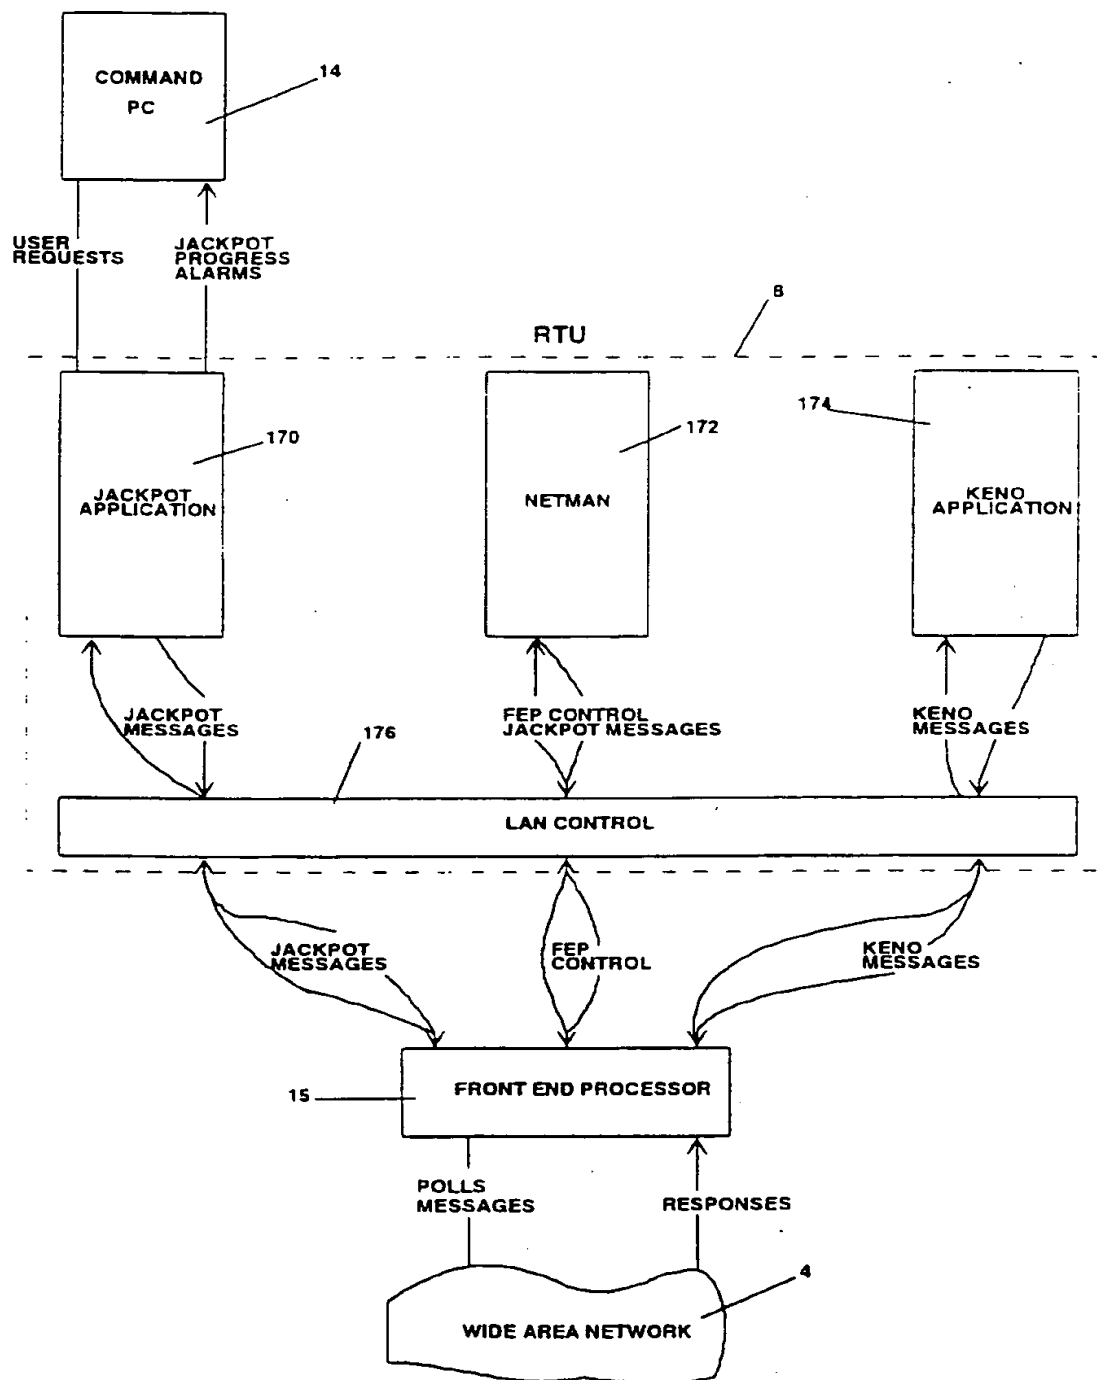 COMMAND
PC
14
USER
REQUESTS
JACKPOT
PROGRESS
ALARMS
8
RTU
170
JACKPOT
APPLICATION
172
NETMAN
174
KENO
APPLICATION
JACKPOT
MESSAGES
FEP CONTROL
JACKPOT MESSAGES
KENO
MESSAGES
176
LAN CONTROL
JACKPOT
MESSAGES
FEP
CONTROL
KENO
MESSAGES
15
FRONT END PROCESSOR
POLLS
MESSAGES
RESPONSES
4
WIDE AREA NETWORK